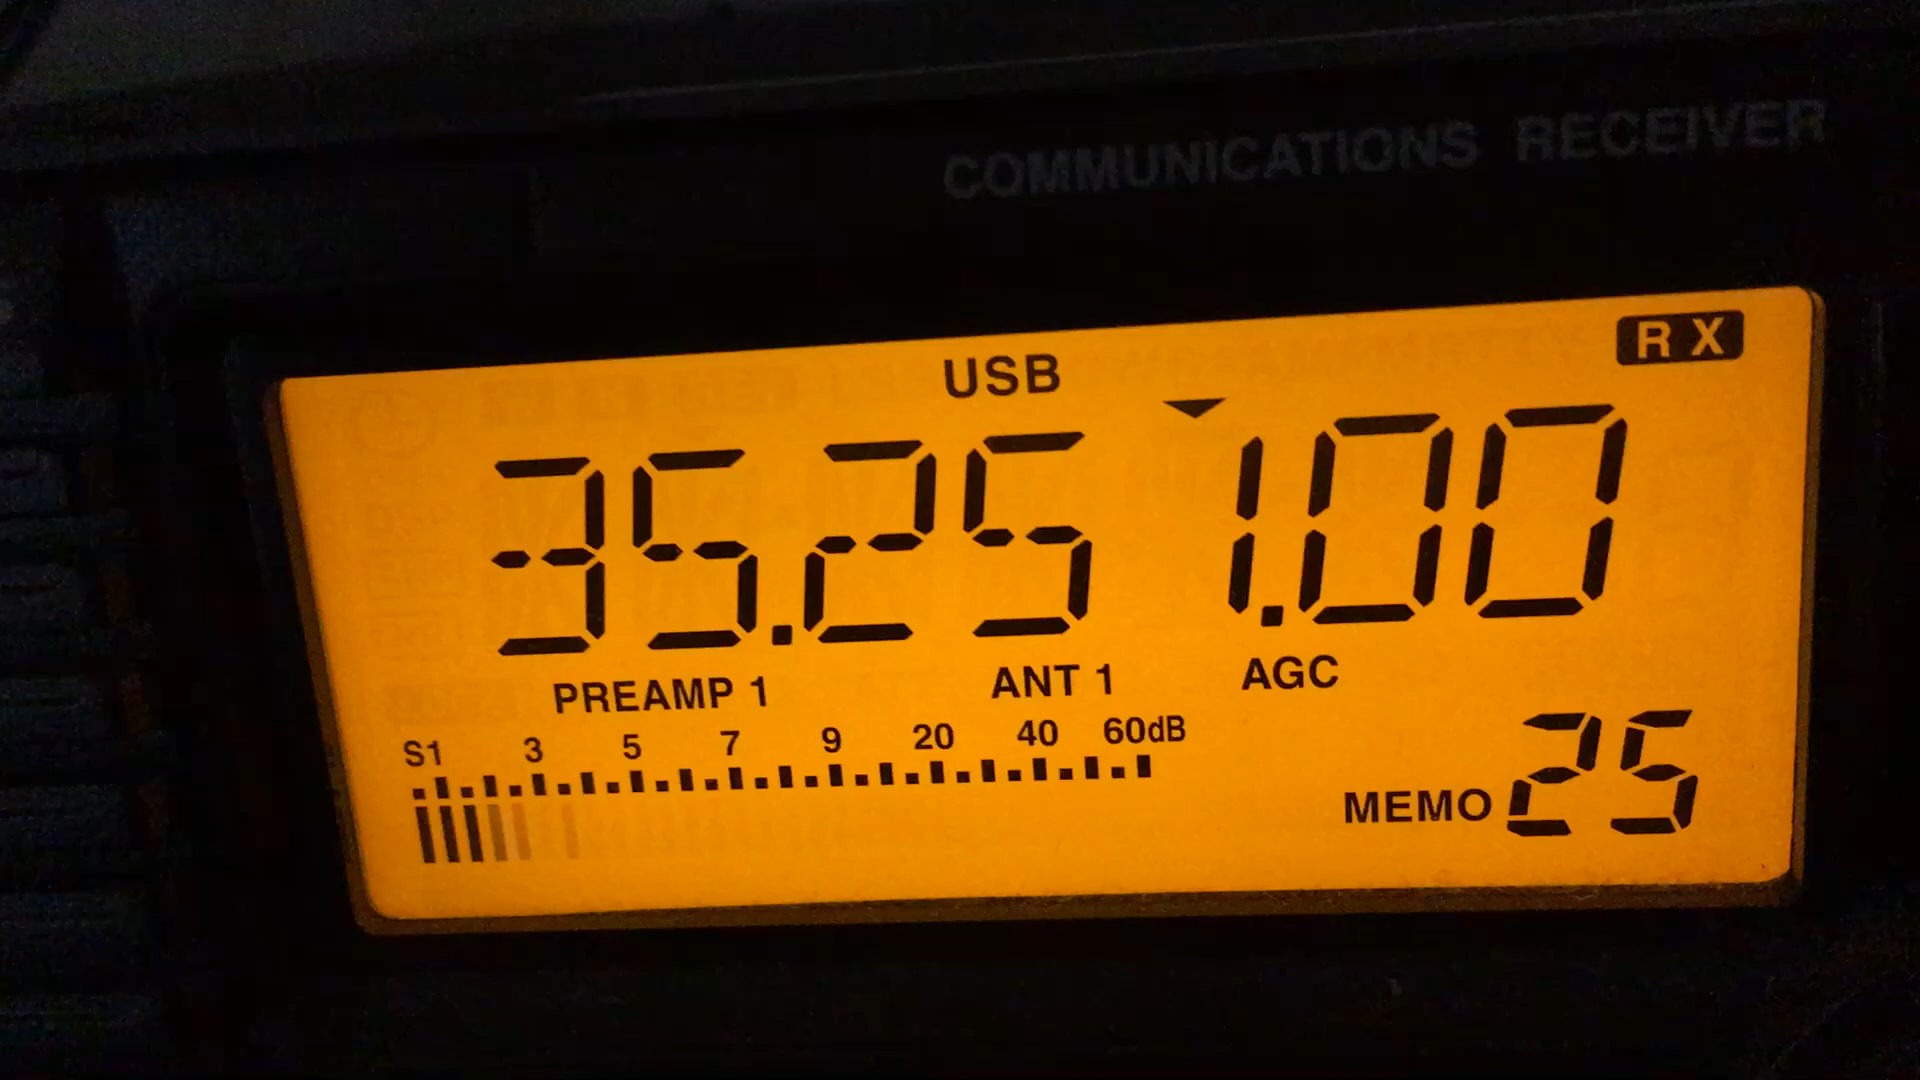 COMMUNICATIONS RECEIVER
USB RX
35.251.00
PREAMP 1 ANT 1 AGC
S1 3 5 7 9 20 40 60dB
MEMO 25